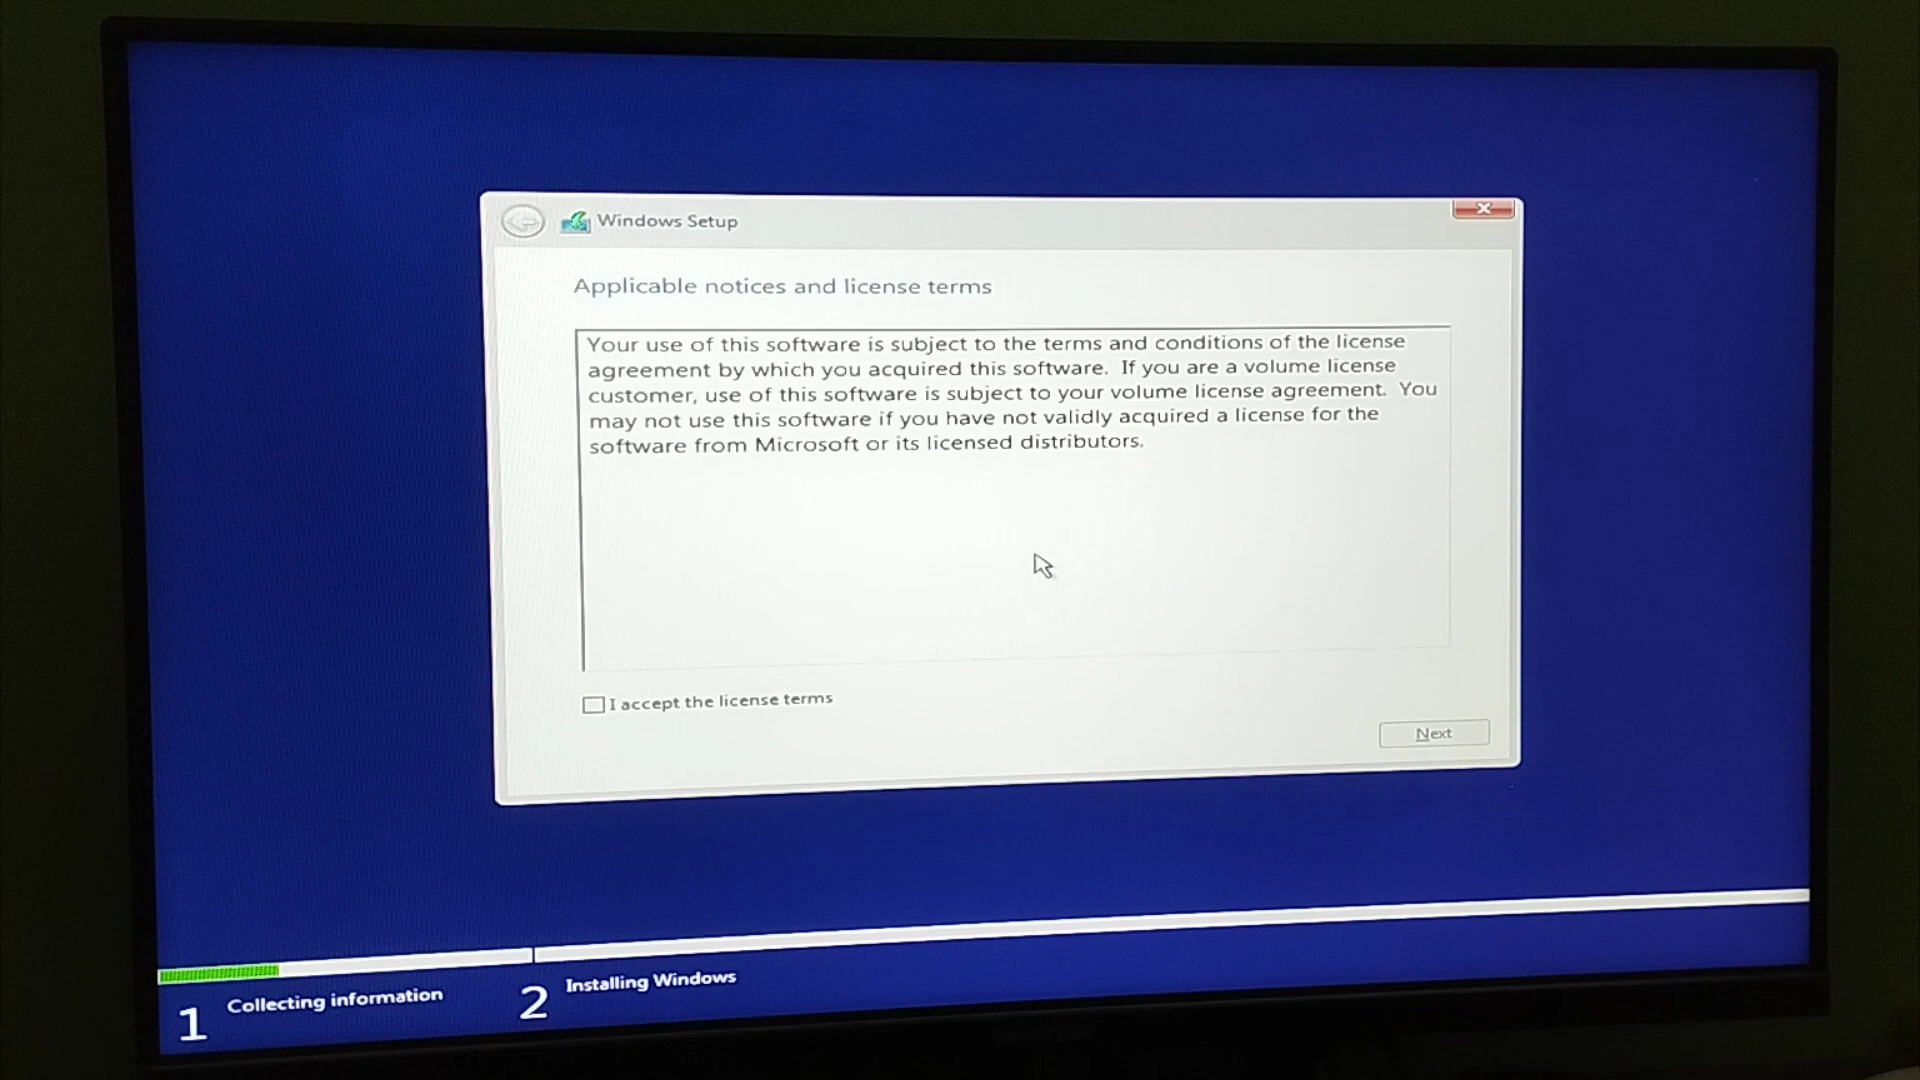 Windows Setup
Applicable notices and license terms
Your use of this software is subject to the terms and conditions of the license
agreement by which you acquired this software.  If you are a volume license
customer, use of this software is subject to your volume license agreement.  You
may not use this software if you have not validly acquired a license for the
software from Microsoft or its licensed distributors.
I accept the license terms
Next
1 Collecting information
2 Installing Windows